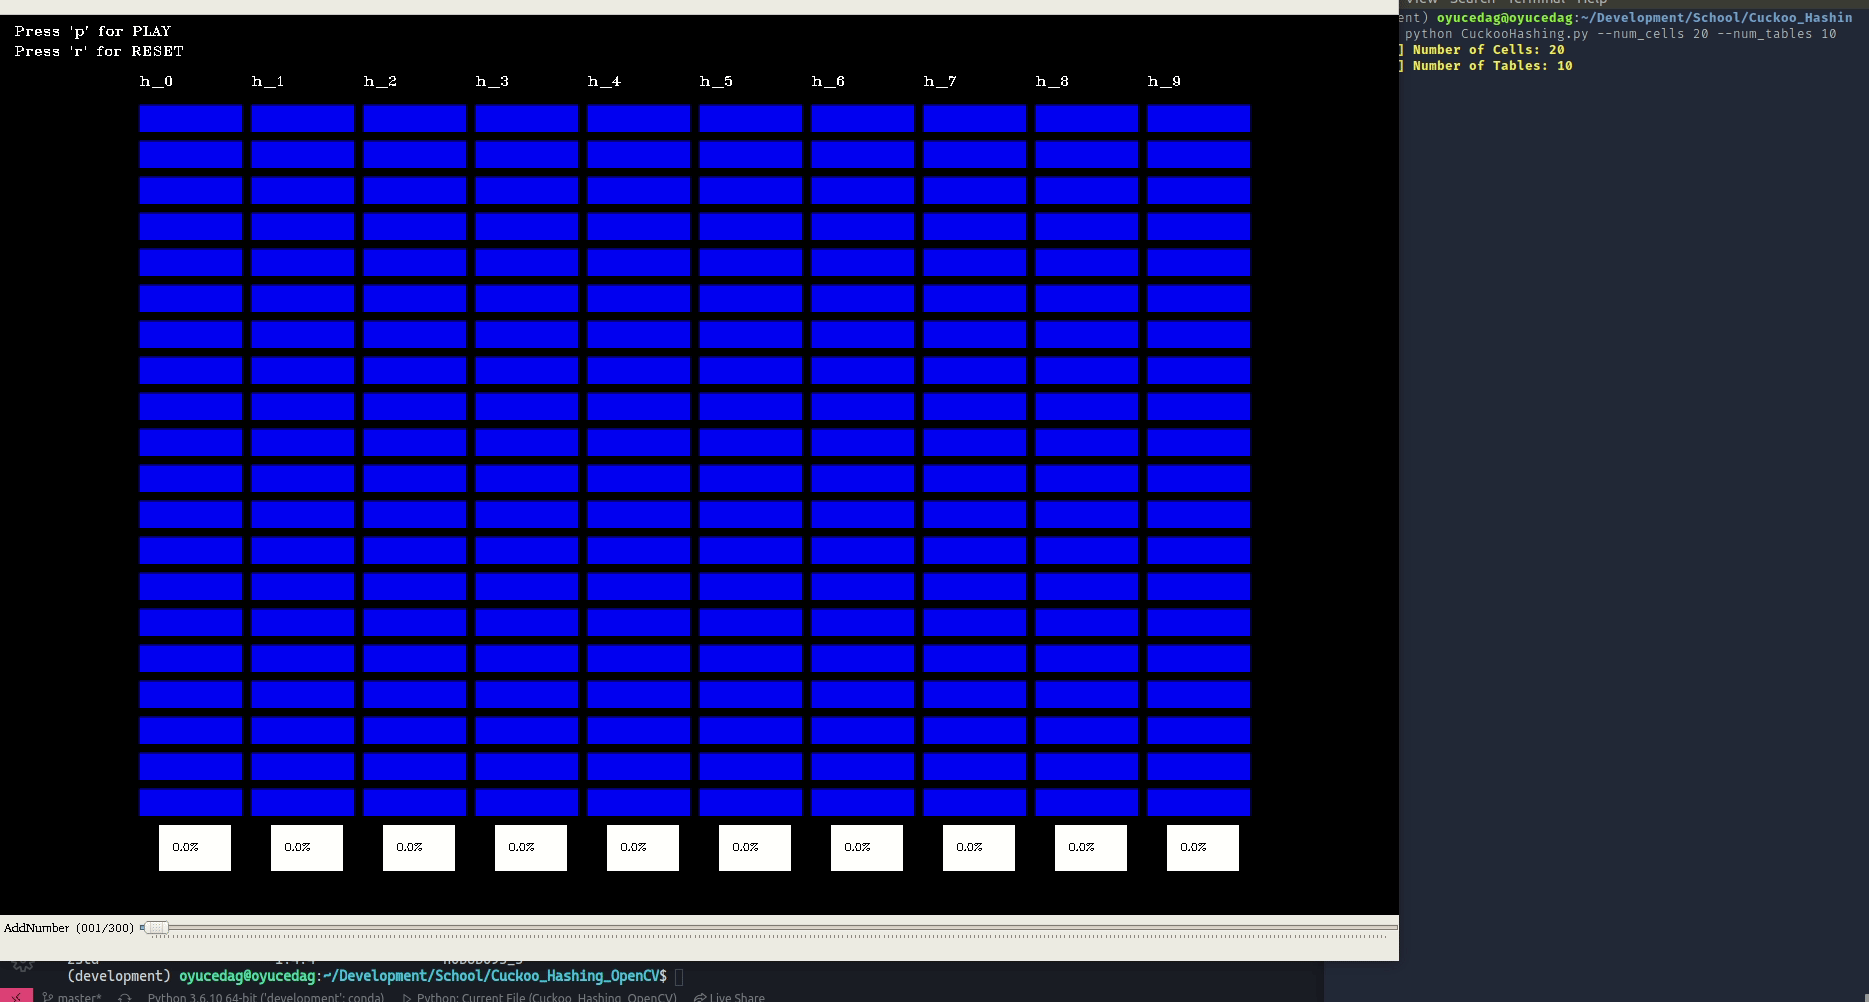 Press 'p' for PLAY
Press 'r' for RESET
h_0 h_1 h_2 h_3 h_4 h_5 h_6 h_7 h_8 h_9
0.0% 0.0% 0.0% 0.0% 0.0% 0.0% 0.0% 0.0% 0.0% 0.0%
AddNumber (001/300)
View Search Terminal Help
ent) oyucedag@oyucedag:~/Development/School/Cuckoo_Hashin
python CuckooHashing.py --num_cells 20 --num_tables 10
] Number of Cells: 20
] Number of Tables: 10
(development) oyucedag@oyucedag:~/Development/School/Cuckoo_Hashing_OpenCV$
master* Python 3.6.10 64-bit ('development': conda) Python: Current File (Cuckoo_Hashing_OpenCV) Live Share